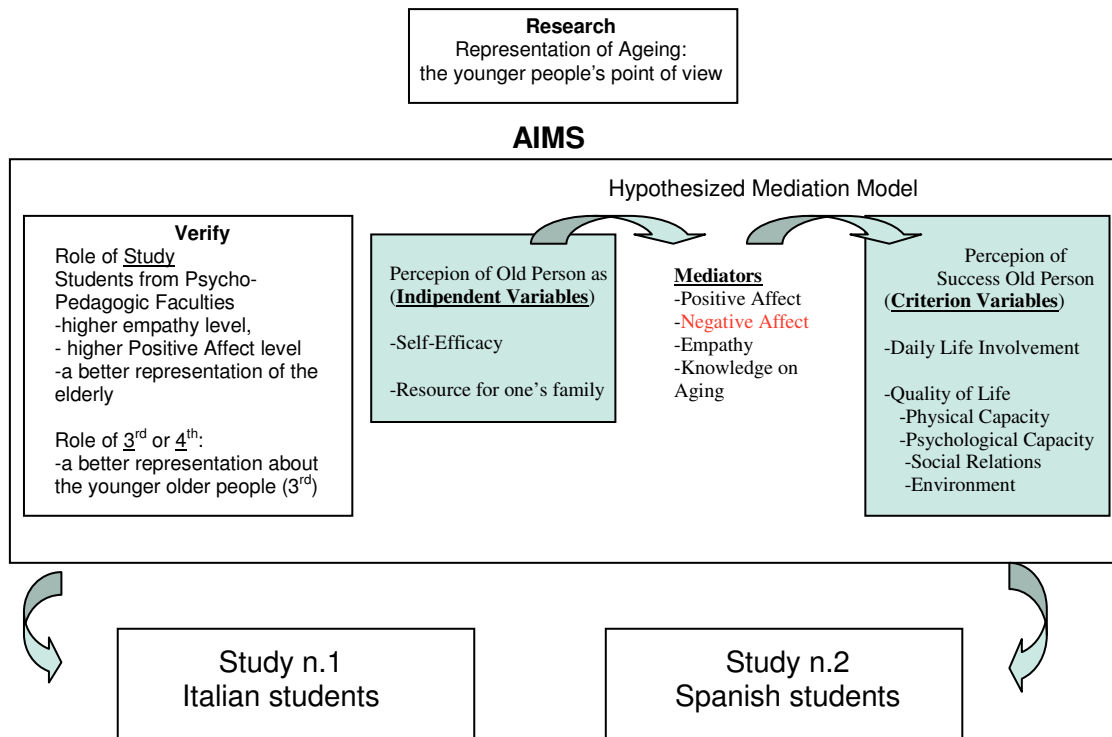 Research
Representation of Ageing:
the younger people's point of view
AIMS
Hypothesized Mediation Model
Verify
Role of Study
Students from Psycho-
Pedagogic Faculties
-higher empathy level,
- higher Positive Affect level
-a better representation of the
elderly
Role of 3rd or 4th:
-a better representation about
the younger older people (3rd)
Percepion of Old Person as
(Indipendent Variables)
-Self-Efficacy
-Resource for one's family
Mediators
-Positive Affect
-Negative Affect
-Empathy
-Knowledge on
Aging
Percepion of
Success Old Person
(Criterion Variables)
-Daily Life Involvement
-Quality of Life
-Physical Capacity
-Psychological Capacity
-Social Relations
-Environment
Study n.1
Italian students
Study n.2
Spanish students